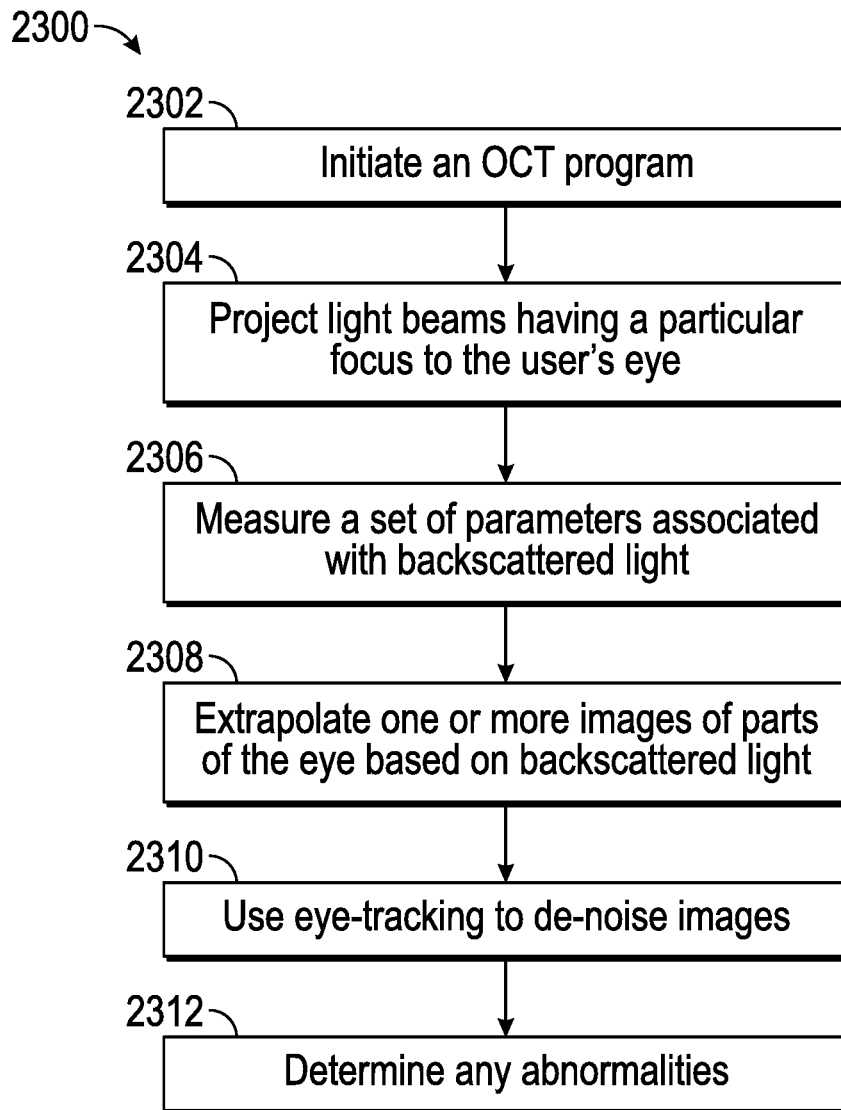 2300
2302
Initiate an OCT program
2304
Project light beams having a particular
focus to the user's eye
2306
Measure a set of parameters associated
with backscattered light
2308
Extrapolate one or more images of parts
of the eye based on backscattered light
2310
Use eye-tracking to de-noise images
2312
Determine any abnormalities